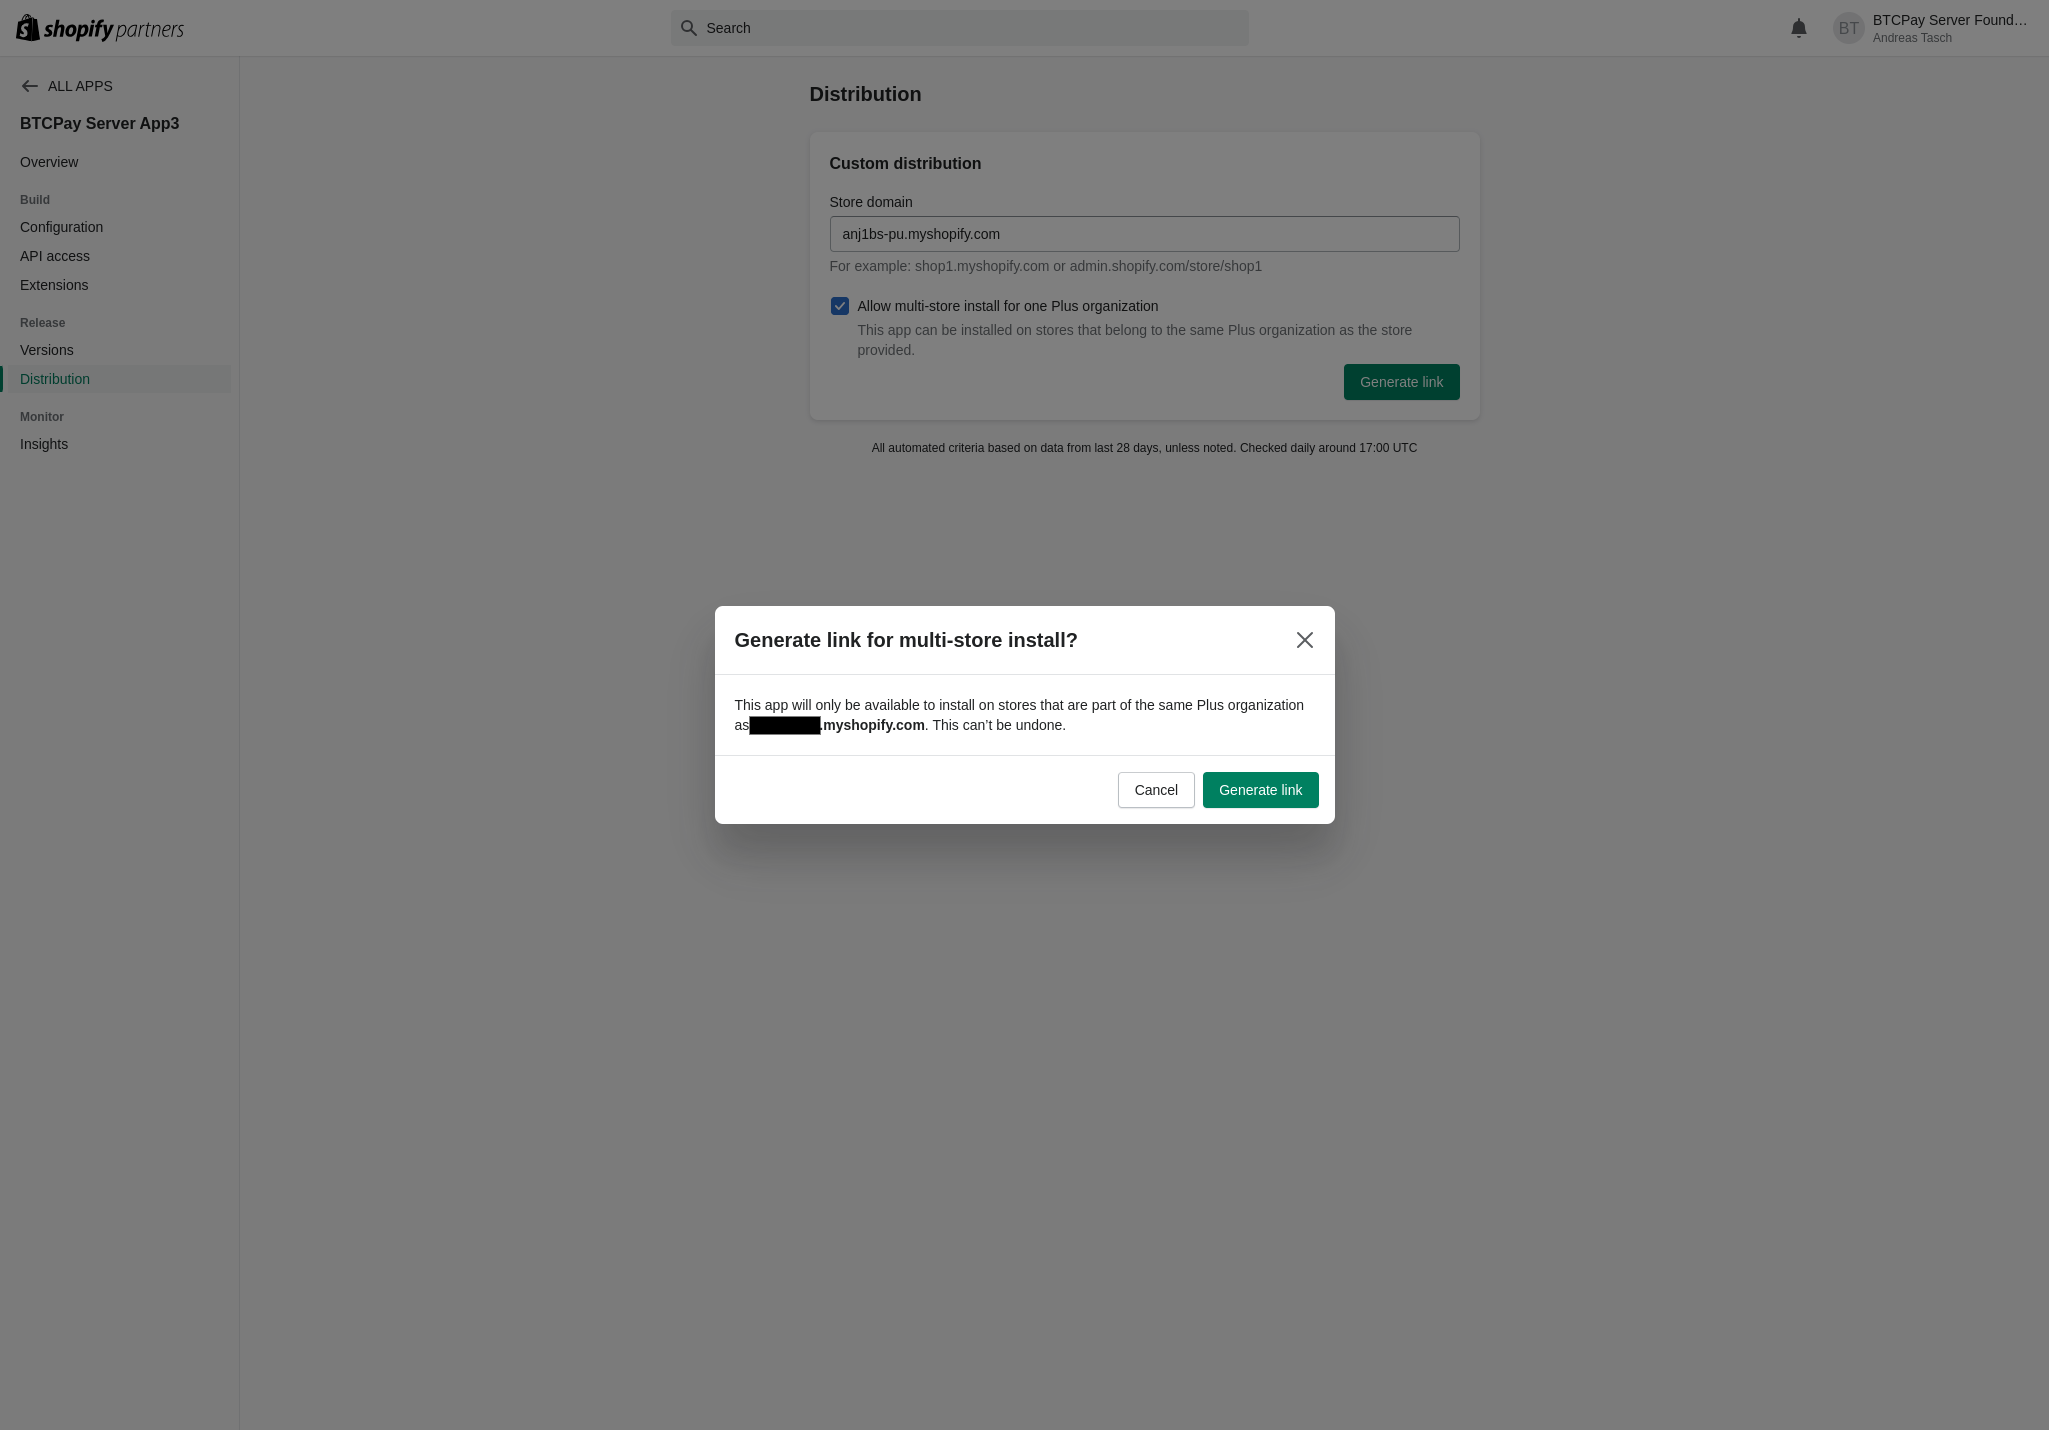 shopify partners
Search
BT
BTCPay Server Found…
Andreas Tasch
ALL APPS
BTCPay Server App3
Overview
Build
Configuration
API access
Extensions
Release
Versions
Distribution
Monitor
Insights
Distribution
Custom distribution
Store domain
anj1bs-pu.myshopify.com
For example: shop1.myshopify.com or admin.shopify.com/store/shop1
Allow multi-store install for one Plus organization
This app can be installed on stores that belong to the same Plus organization as the store
provided.
Generate link
All automated criteria based on data from last 28 days, unless noted. Checked daily around 17:00 UTC
Generate link for multi-store install?
This app will only be available to install on stores that are part of the same Plus organization
as .myshopify.com. This can’t be undone.
Cancel
Generate link